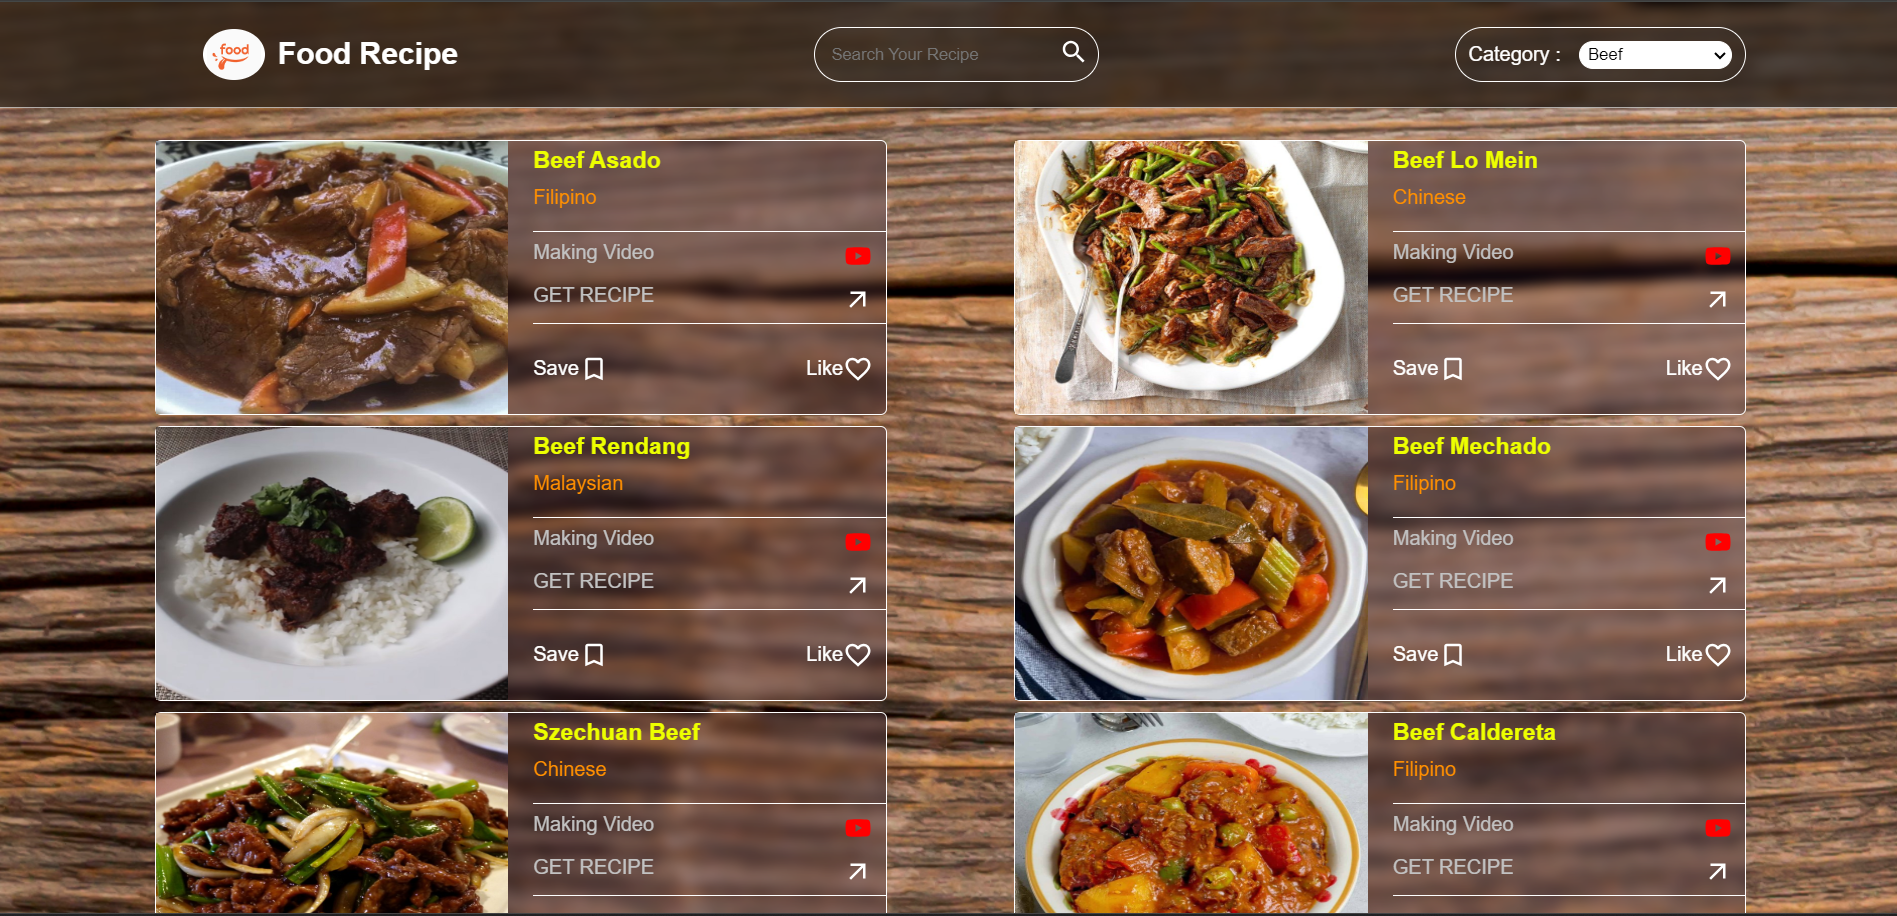 food
Food Recipe
Search Your Recipe
Category :
Beef
Beef Asado
Filipino
Making Video
GET RECIPE
Save
Like
Beef Lo Mein
Chinese
Making Video
GET RECIPE
Save
Like
Beef Rendang
Malaysian
Making Video
GET RECIPE
Save
Like
Beef Mechado
Filipino
Making Video
GET RECIPE
Save
Like
Szechuan Beef
Chinese
Making Video
GET RECIPE
Beef Caldereta
Filipino
Making Video
GET RECIPE